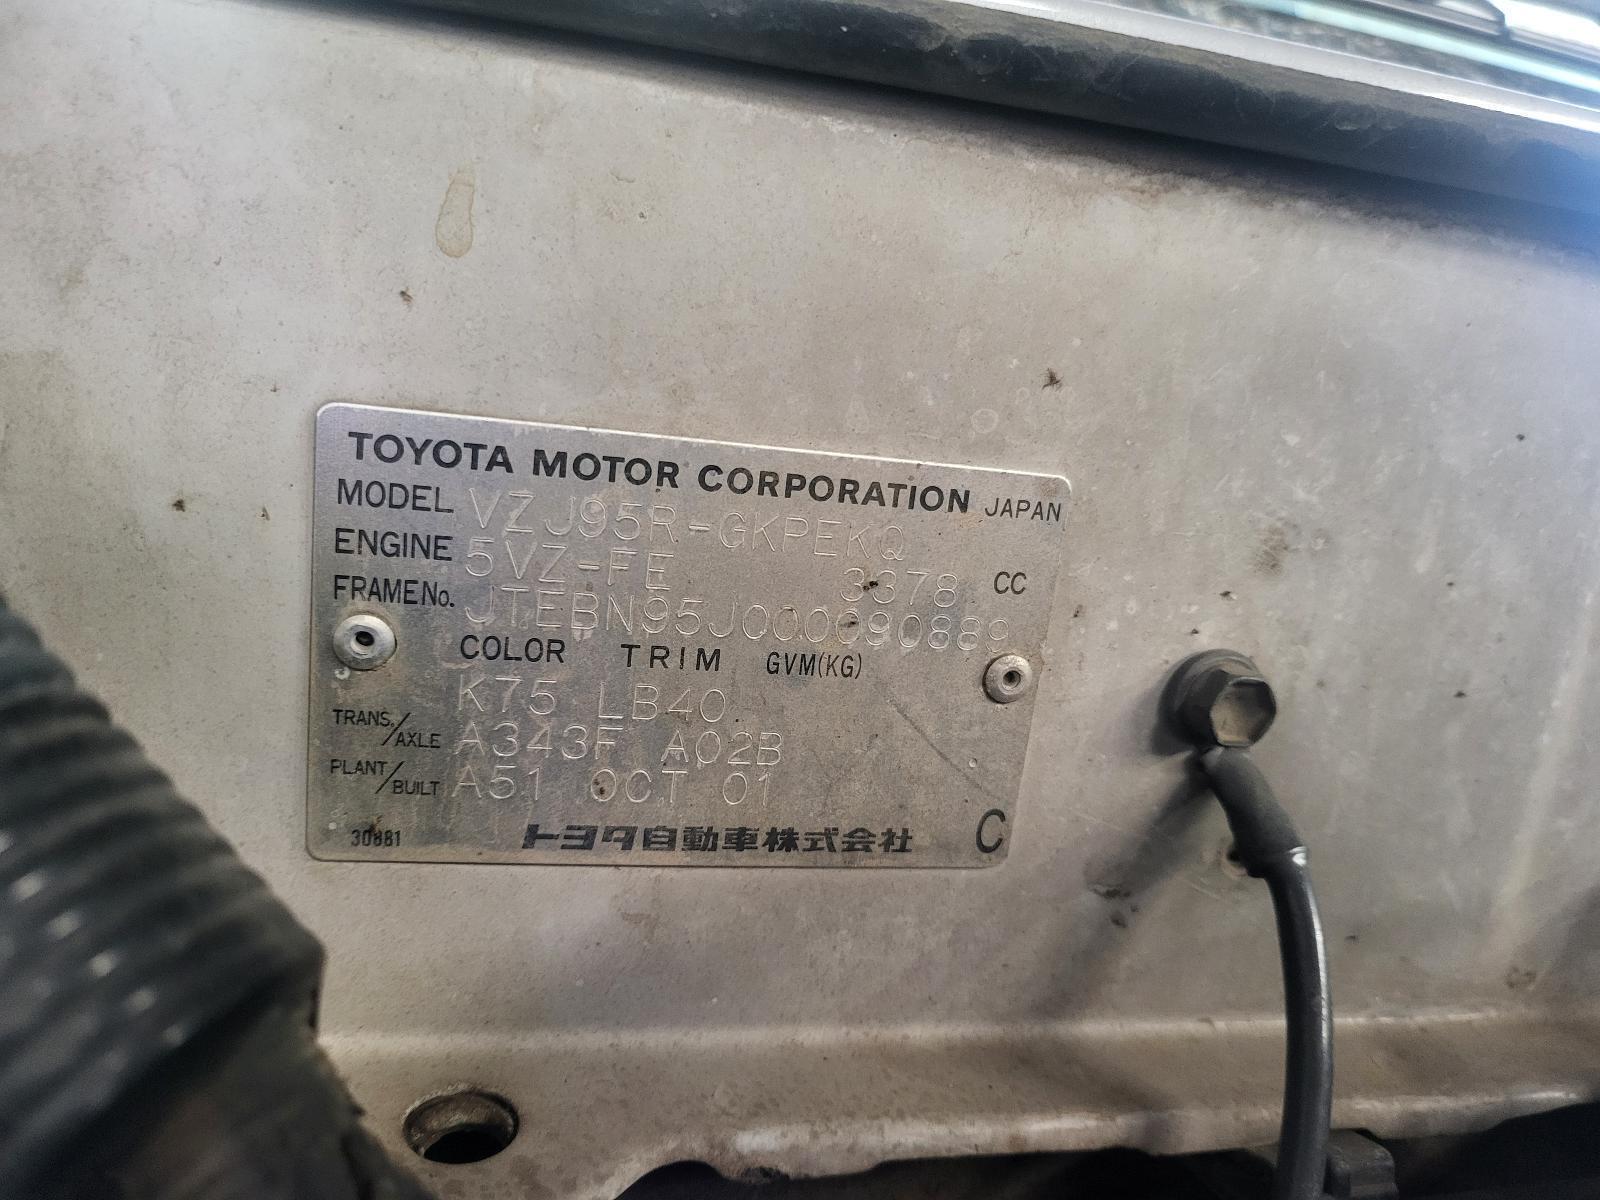 TOYOTA MOTOR CORPORATION JAPAN
MODEL VZJ95R-GKPEKQ
ENGINE 5VZ-FE 3378 CC
FRAME No. JTEBN95J000090889
COLOR TRIM GVM(KG)
K75 LB40
TRANS./AXLE A343F A02B
PLANT/BUILT A51 OCT 01
30881 トヨタ自動車株式会社 C